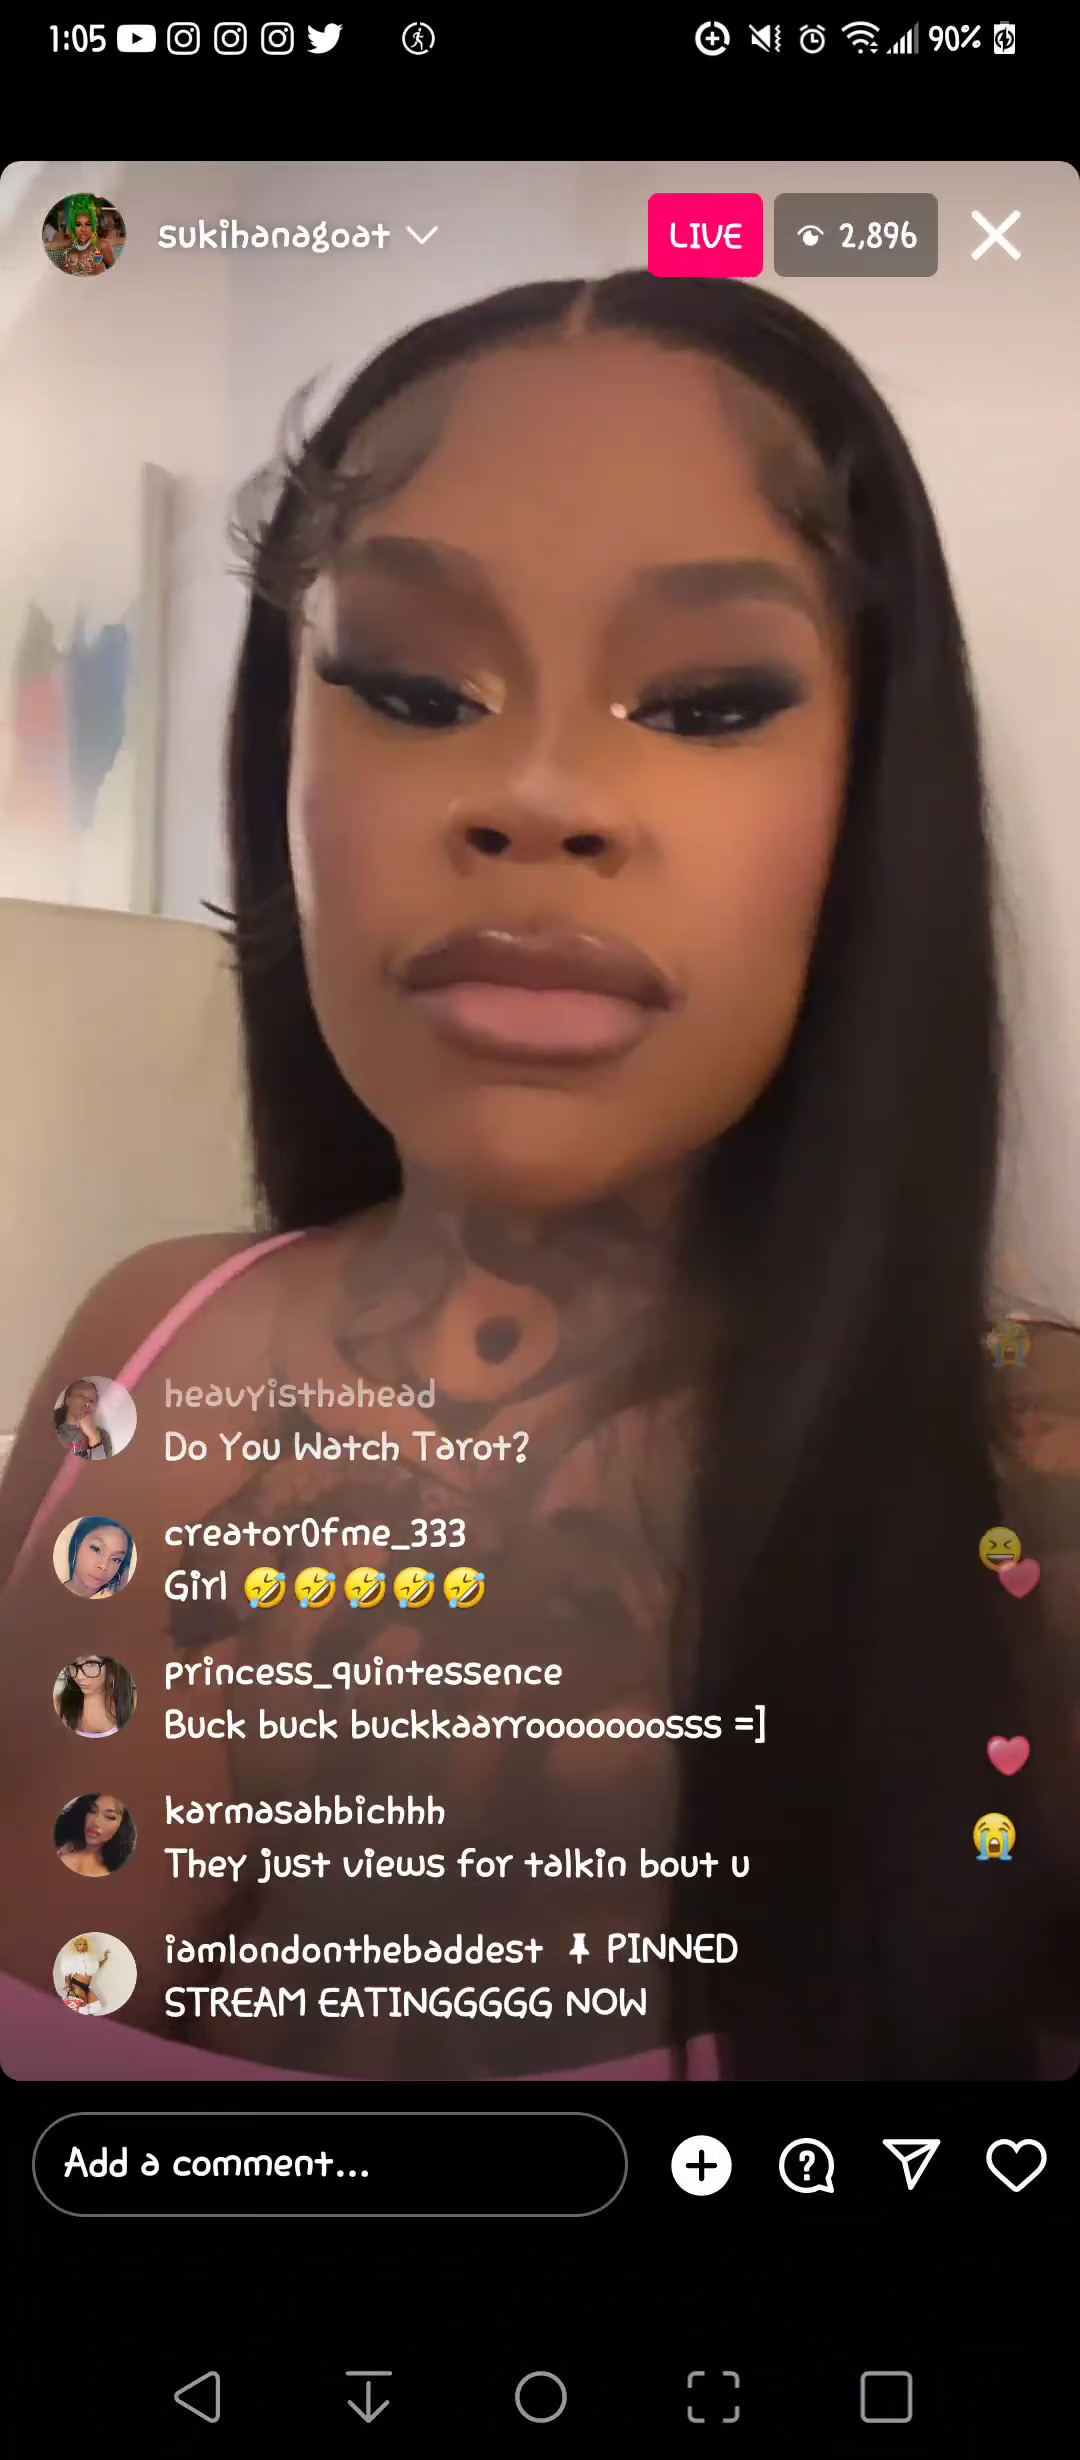 1:05 90%
sukihanagoat LIVE 2,896
heavyisthahead
Do You Watch Tarot?
creator0fme_333
Girl 🤣🤣🤣🤣🤣
princess_quintessence
Buck buck buckkaarrooooooosss =]
karmasahbichhh
They just views for talkin bout u
iamlondonthebaddest PINNED
STREAM EATINGGGGG NOW
Add a comment...